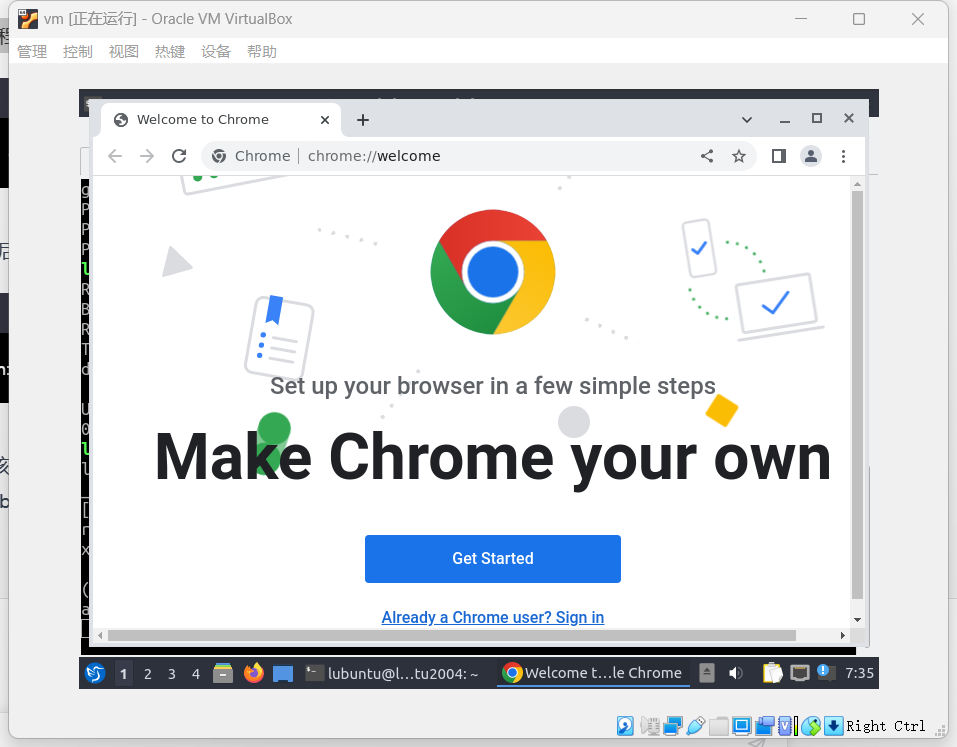 vm [正在运行] - Oracle VM VirtualBox
管理 控制 视图 热键 设备 帮助
Welcome to Chrome
Chrome | chrome://welcome
Set up your browser in a few simple steps
Make Chrome your own
Get Started
Already a Chrome user? Sign in
1 2 3 4 lubuntu@l...tu2004: ~ Welcome t...le Chrome 7:35
Right Ctrl